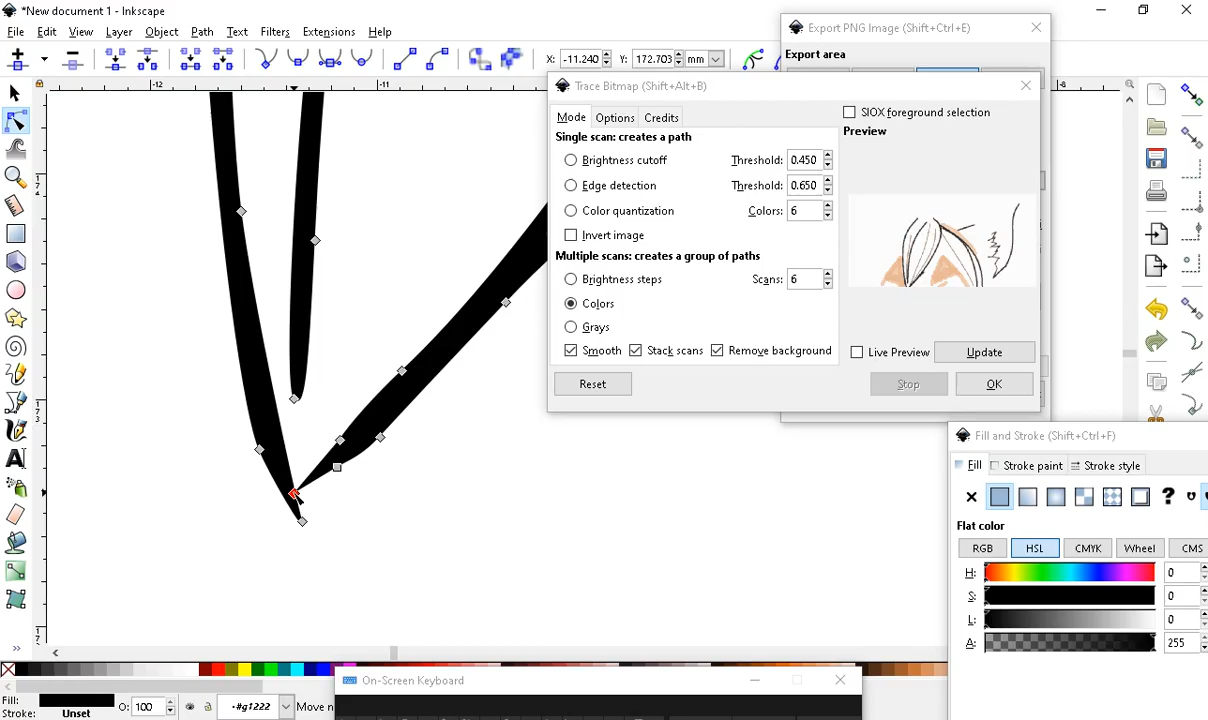 *New document 1 - Inkscape
File Edit View Layer Object Path Text Filters Extensions Help
X: -11.240 Y: 172.703 mm
-12 -11 -8
Export PNG Image (Shift+Ctrl+E)
Export area
Trace Bitmap (Shift+Alt+B)
Mode Options Credits
Single scan: creates a path
Brightness cutoff Threshold: 0.450
Edge detection Threshold: 0.650
Color quantization Colors: 6
Invert image
Multiple scans: creates a group of paths
Brightness steps Scans: 6
Colors
Grays
Smooth Stack scans Remove background
Reset
SIOX foreground selection
Preview
Live Preview Update
Stop OK
Fill and Stroke (Shift+Ctrl+F)
Fill Stroke paint Stroke style
Flat color
RGB HSL CMYK Wheel CMS
H: 0
S: 0
L: 0
A: 255
On-Screen Keyboard
Fill:
Stroke: Unset
O: 100
•#g1222
Move n